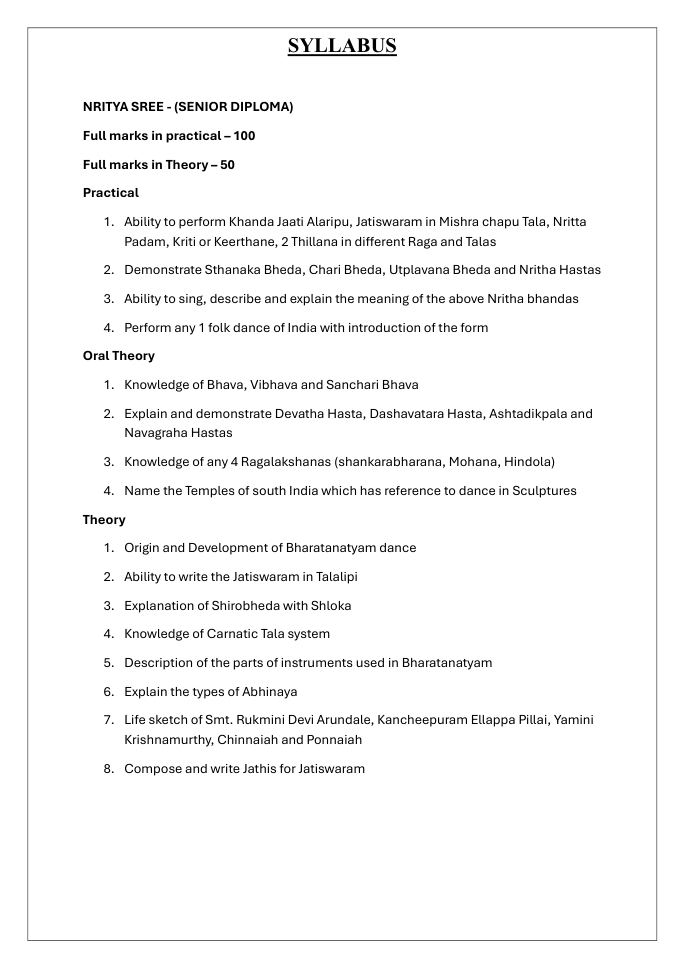 SYLLABUS
NRITYA SREE - (SENIOR DIPLOMA)
Full marks in practical – 100
Full marks in Theory – 50
Practical
1. Ability to perform Khanda Jaati Alaripu, Jatiswaram in Mishra chapu Tala, Nritta
Padam, Kriti or Keerthane, 2 Thillana in different Raga and Talas
2. Demonstrate Sthanaka Bheda, Chari Bheda, Utplavana Bheda and Nritha Hastas
3. Ability to sing, describe and explain the meaning of the above Nritha bhandas
4. Perform any 1 folk dance of India with introduction of the form
Oral Theory
1. Knowledge of Bhava, Vibhava and Sanchari Bhava
2. Explain and demonstrate Devatha Hasta, Dashavatara Hasta, Ashtadikpala and
Navagraha Hastas
3. Knowledge of any 4 Ragalakshanas (shankarabharana, Mohana, Hindola)
4. Name the Temples of south India which has reference to dance in Sculptures
Theory
1. Origin and Development of Bharatanatyam dance
2. Ability to write the Jatiswaram in Talalipi
3. Explanation of Shirobheda with Shloka
4. Knowledge of Carnatic Tala system
5. Description of the parts of instruments used in Bharatanatyam
6. Explain the types of Abhinaya
7. Life sketch of Smt. Rukmini Devi Arundale, Kancheepuram Ellappa Pillai, Yamini
Krishnamurthy, Chinnaiah and Ponnaiah
8. Compose and write Jathis for Jatiswaram